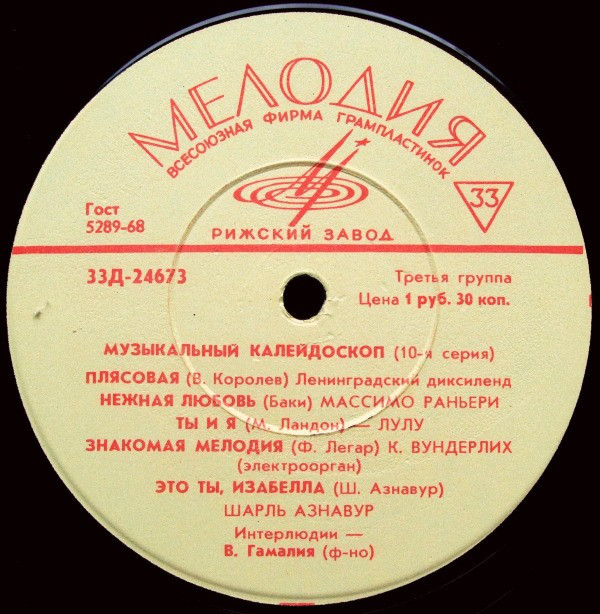 МЕЛОДИЯ
ВСЕСОЮЗНАЯ ФИРМА ГРАМПЛАСТИНОК
33
Гост
5289-68
РИЖСКИЙ ЗАВОД
33Д-24673
Третья группа
Цена 1 руб. 30 коп.
МУЗЫКАЛЬНЫЙ КАЛЕЙДОСКОП (10-я серия)
ПЛЯСОВАЯ (В. Королев) Ленинградский диксиленд
НЕЖНАЯ ЛЮБОВЬ (Баки) МАССИМО РАНЬЕРИ
ТЫ И Я (М. Ландон) — ЛУЛУ
ЗНАКОМАЯ МЕЛОДИЯ (Ф. Легар) К. ВУНДЕРЛИХ
(электроорган)
ЭТО ТЫ, ИЗАБЕЛЛА (Ш. Азнавур)
ШАРЛЬ АЗНАВУР
Интерлюдии —
В. Гамалия (ф-но)